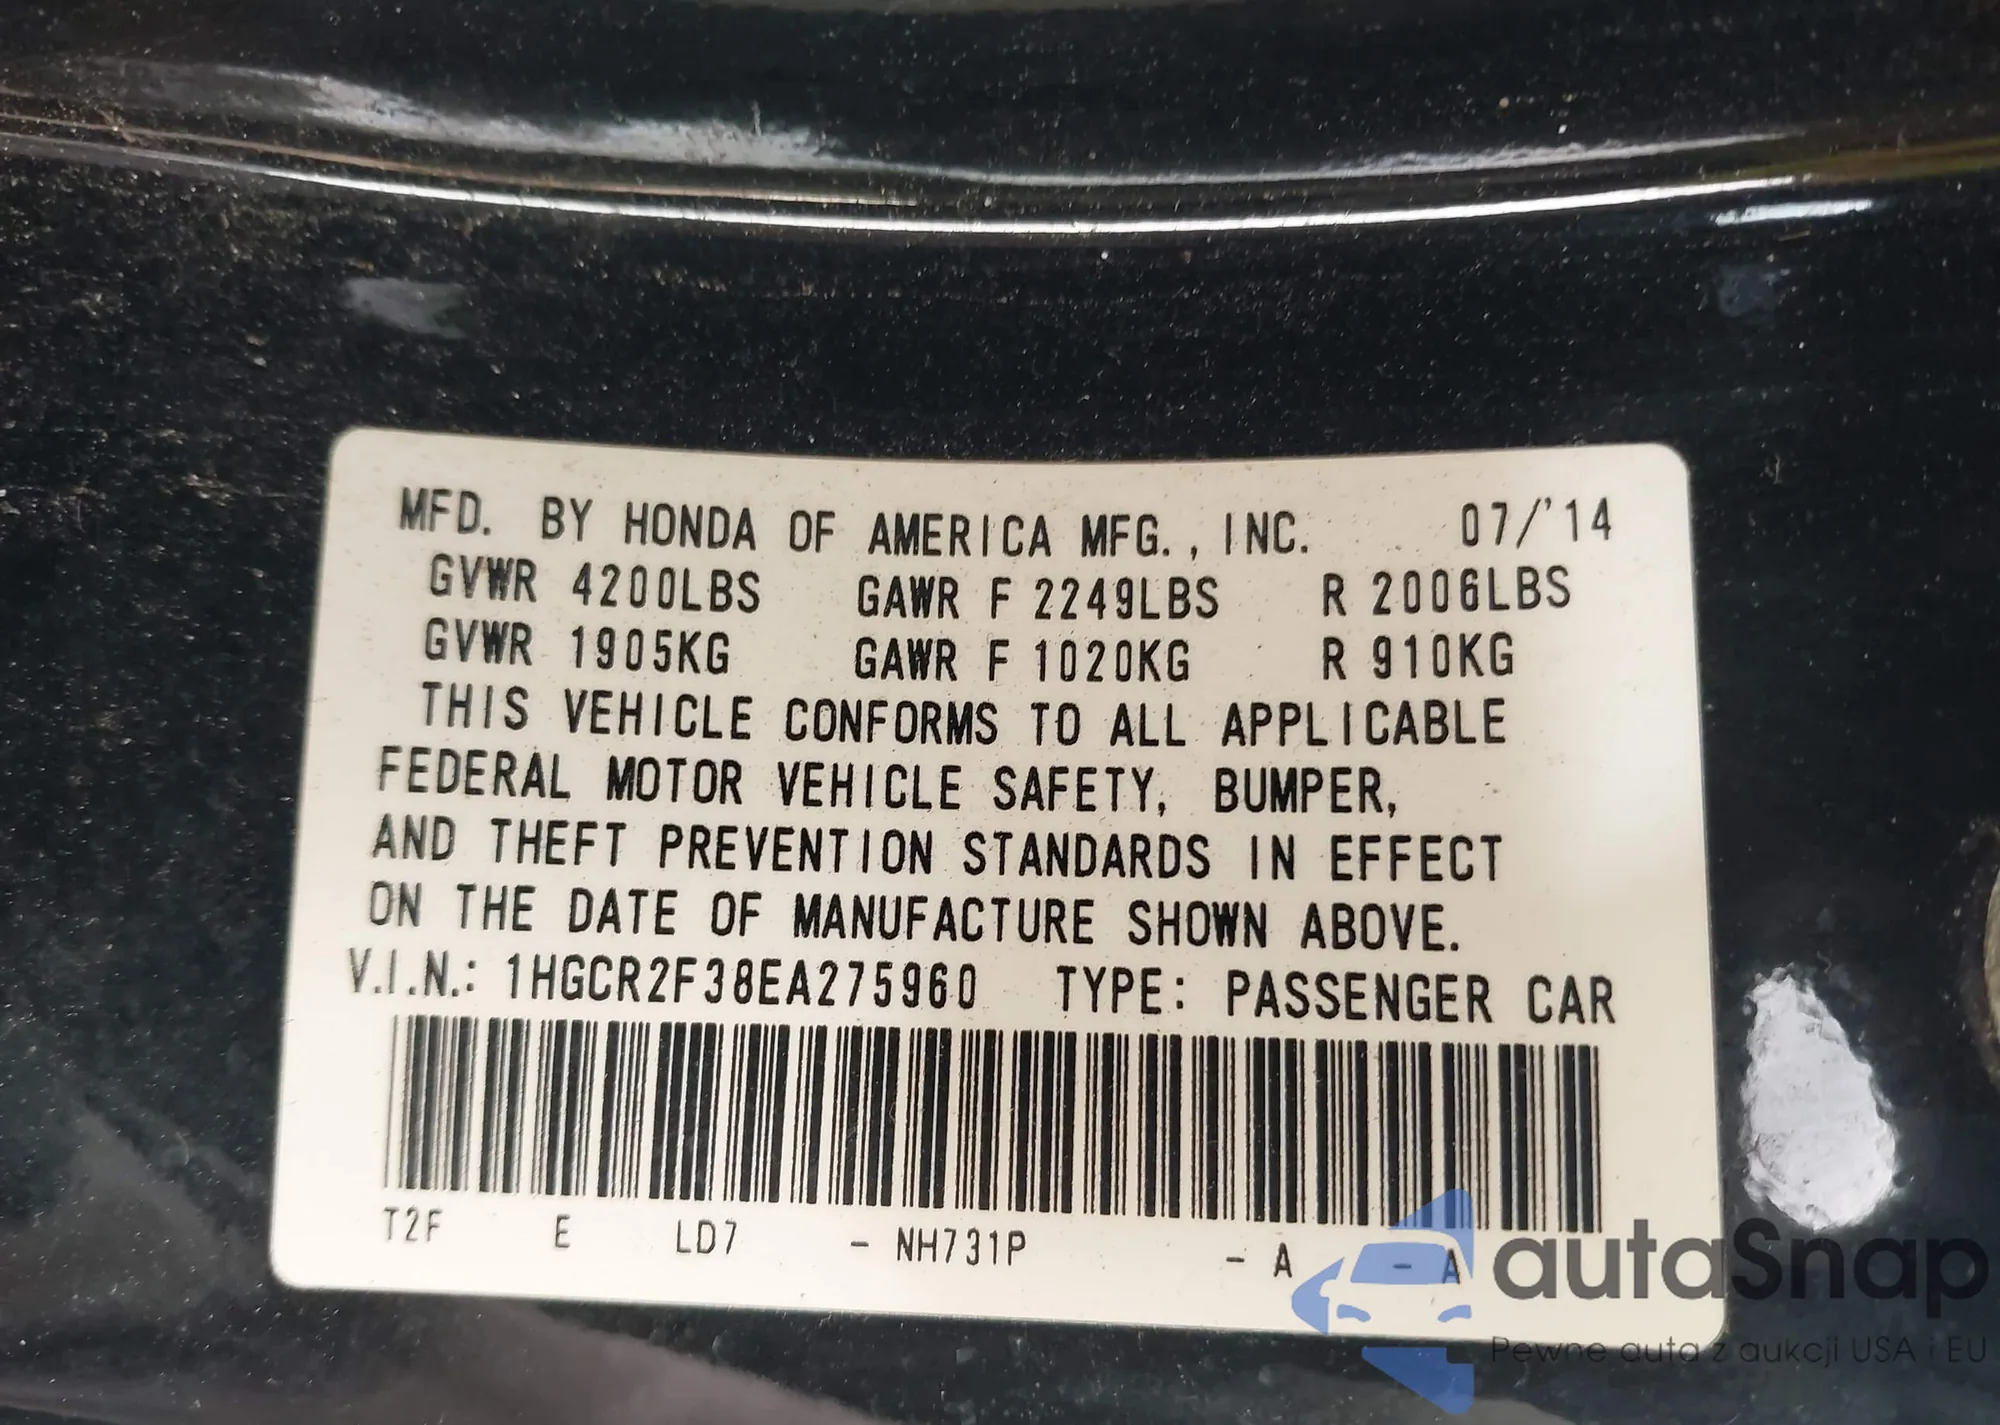 MFD. BY HONDA OF AMERICA MFG., INC. 07/'14
GVWR 4200LBS GAWR F 2249LBS R 2006LBS
GVWR 1905KG GAWR F 1020KG R 910KG
THIS VEHICLE CONFORMS TO ALL APPLICABLE
FEDERAL MOTOR VEHICLE SAFETY, BUMPER,
AND THEFT PREVENTION STANDARDS IN EFFECT
ON THE DATE OF MANUFACTURE SHOWN ABOVE.
V.I.N.: 1HGCR2F38EA275960 TYPE: PASSENGER CAR
T2F E LD7 - NH731P - A - A
autaSnap
Pewne auta z aukcji USA i EU